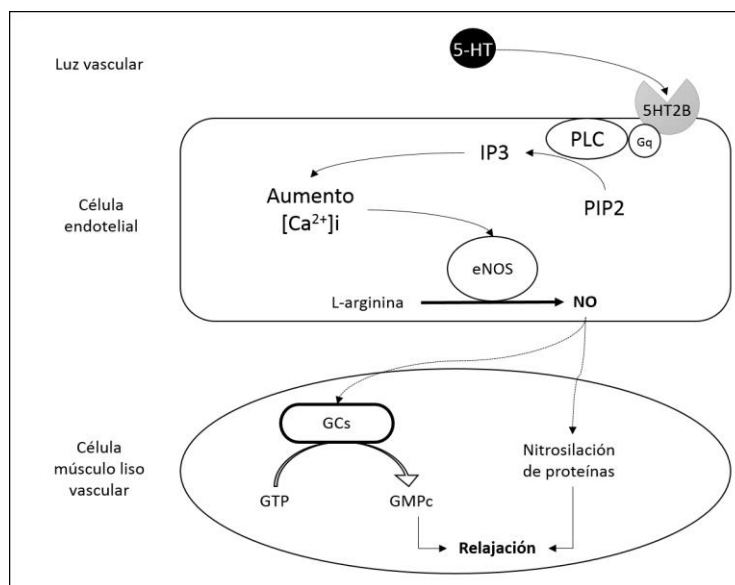 5-HT
Luz vascular
5HT2B
PLC
Gq
IP3
Aumento
[Ca²⁺]i
PIP2
Célula
endotelial
eNOS
L-arginina
NO
GCs
Célula
músculo liso
vascular
Nitrosilación
de proteínas
GTP
GMPc
Relajación